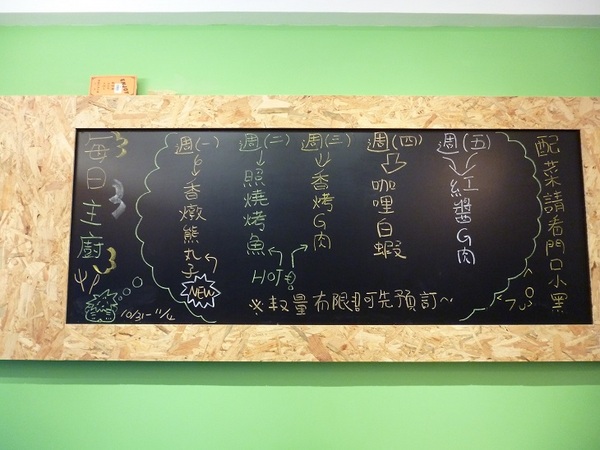 每日主廚
10/31~11/4
週(一)
香燉熊丸子
NEW
週(二)
照燒烤魚
HOT!
週(三)
香烤G肉
週(四)
咖哩白蝦
週(五)
紅醬G肉
※數量有限可先預訂~
配菜請看門口小黑